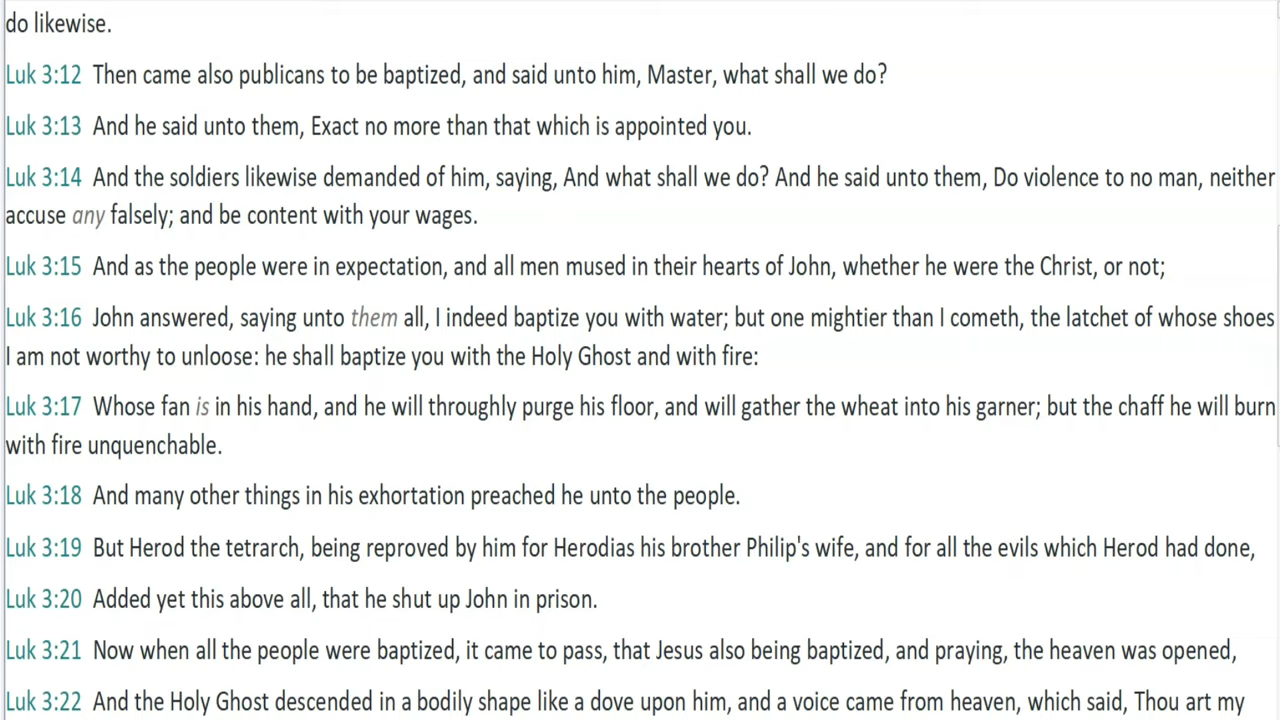 do likewise.
Luk 3:12 Then came also publicans to be baptized, and said unto him, Master, what shall we do?
Luk 3:13 And he said unto them, Exact no more than that which is appointed you.
Luk 3:14 And the soldiers likewise demanded of him, saying, And what shall we do? And he said unto them, Do violence to no man, neither
accuse any falsely; and be content with your wages.
Luk 3:15 And as the people were in expectation, and all men mused in their hearts of John, whether he were the Christ, or not;
Luk 3:16 John answered, saying unto them all, I indeed baptize you with water; but one mightier than I cometh, the latchet of whose shoes
I am not worthy to unloose: he shall baptize you with the Holy Ghost and with fire:
Luk 3:17 Whose fan is in his hand, and he will throughly purge his floor, and will gather the wheat into his garner; but the chaff he will burn
with fire unquenchable.
Luk 3:18 And many other things in his exhortation preached he unto the people.
Luk 3:19 But Herod the tetrarch, being reproved by him for Herodias his brother Philip's wife, and for all the evils which Herod had done,
Luk 3:20 Added yet this above all, that he shut up John in prison.
Luk 3:21 Now when all the people were baptized, it came to pass, that Jesus also being baptized, and praying, the heaven was opened,
Luk 3:22 And the Holy Ghost descended in a bodily shape like a dove upon him, and a voice came from heaven, which said, Thou art my